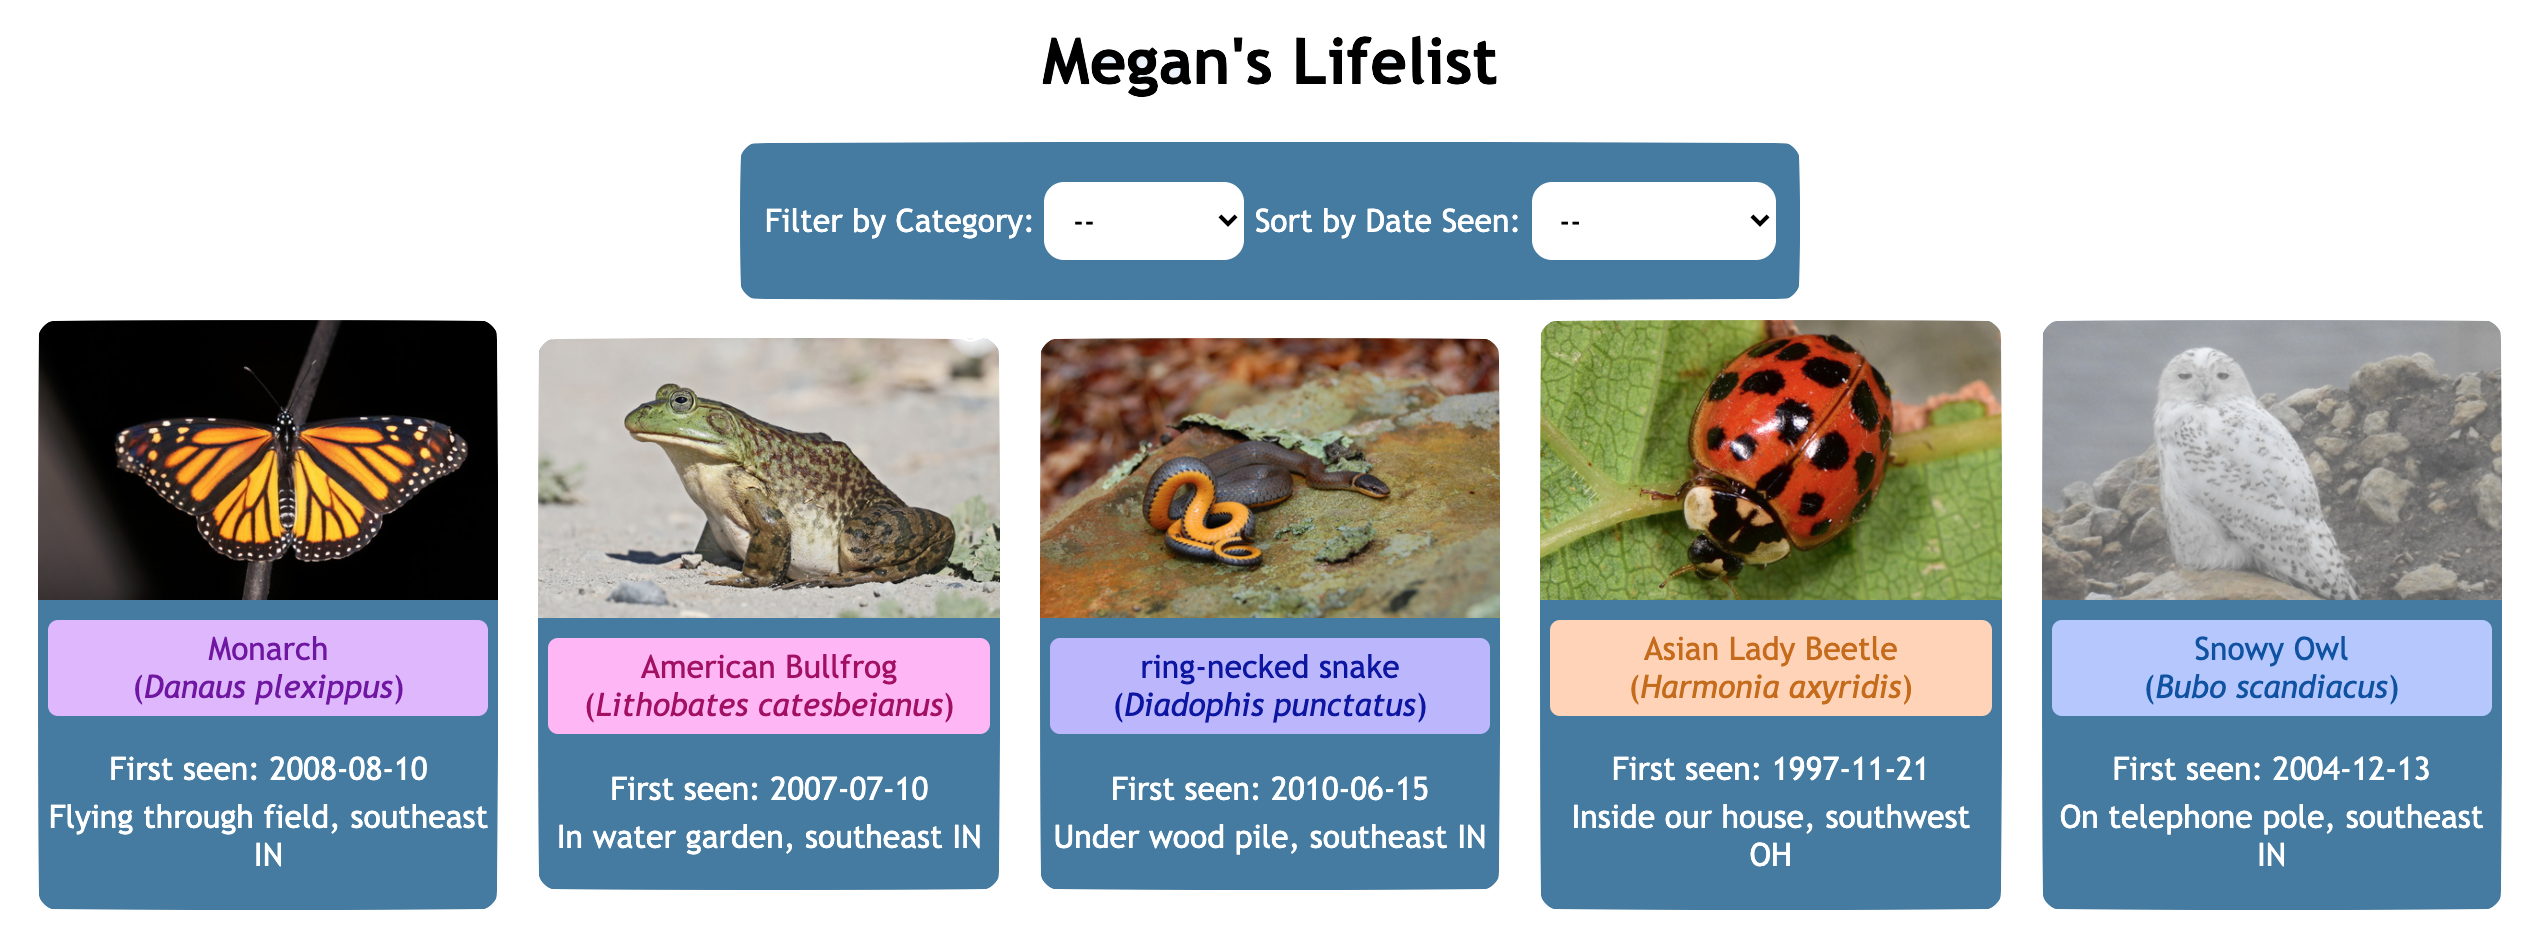 Megan's Lifelist
Filter by Category: -- Sort by Date Seen: --
Monarch
(Danaus plexippus)
First seen: 2008-08-10
Flying through field, southeast
IN
American Bullfrog
(Lithobates catesbeianus)
First seen: 2007-07-10
In water garden, southeast IN
ring-necked snake
(Diadophis punctatus)
First seen: 2010-06-15
Under wood pile, southeast IN
Asian Lady Beetle
(Harmonia axyridis)
First seen: 1997-11-21
Inside our house, southwest
OH
Snowy Owl
(Bubo scandiacus)
First seen: 2004-12-13
On telephone pole, southeast
IN